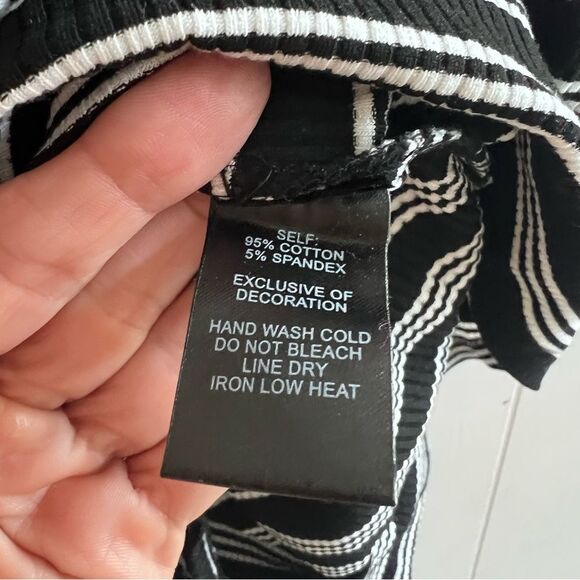 SELF:
95% COTTON
5% SPANDEX
EXCLUSIVE OF
DECORATION
HAND WASH COLD
DO NOT BLEACH
LINE DRY
IRON LOW HEAT